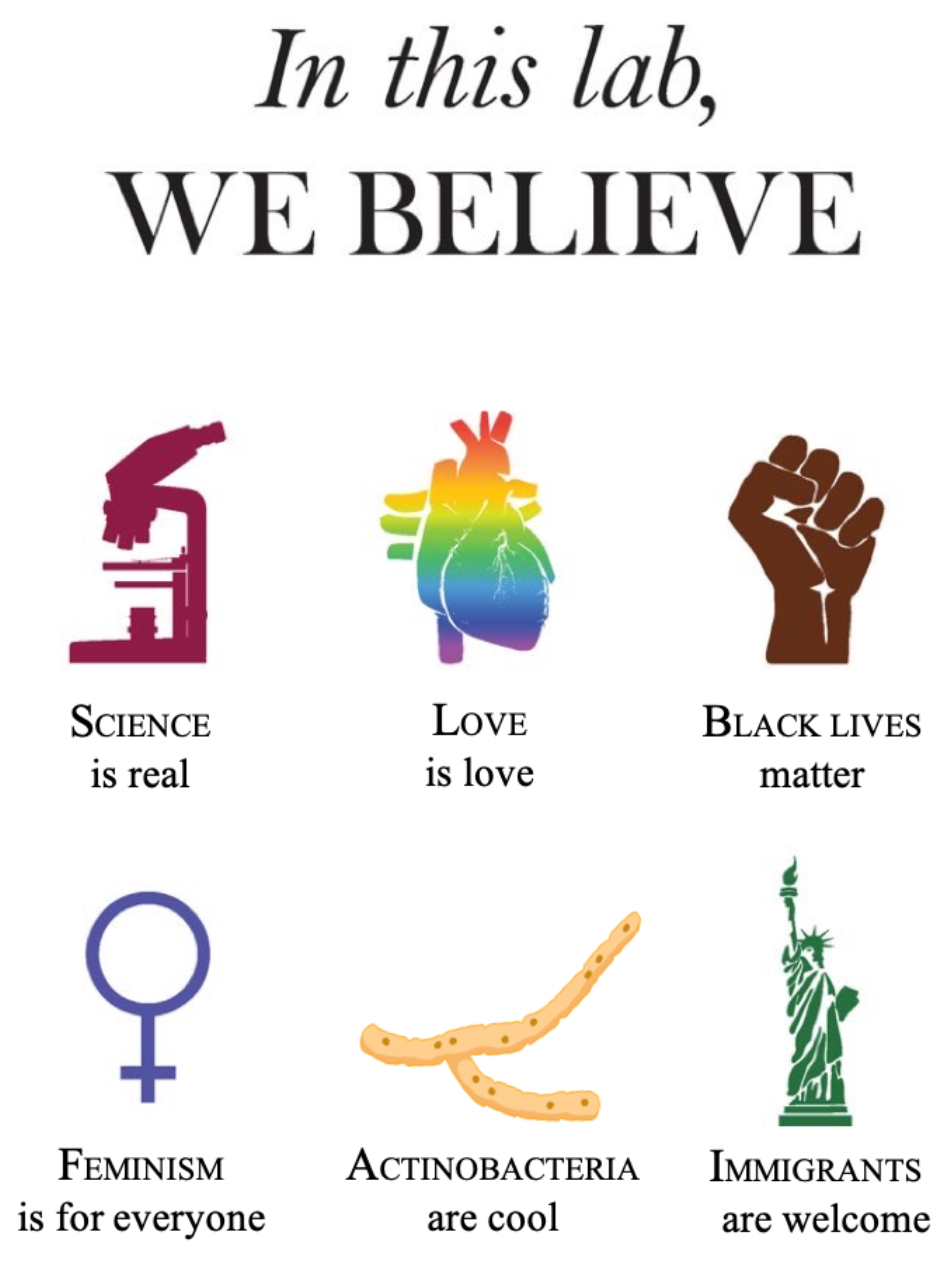 In this lab,
WE BELIEVE
SCIENCE
is real
LOVE
is love
BLACK LIVES
matter
FEMINISM
is for everyone
ACTINOBACTERIA
are cool
IMMIGRANTS
are welcome